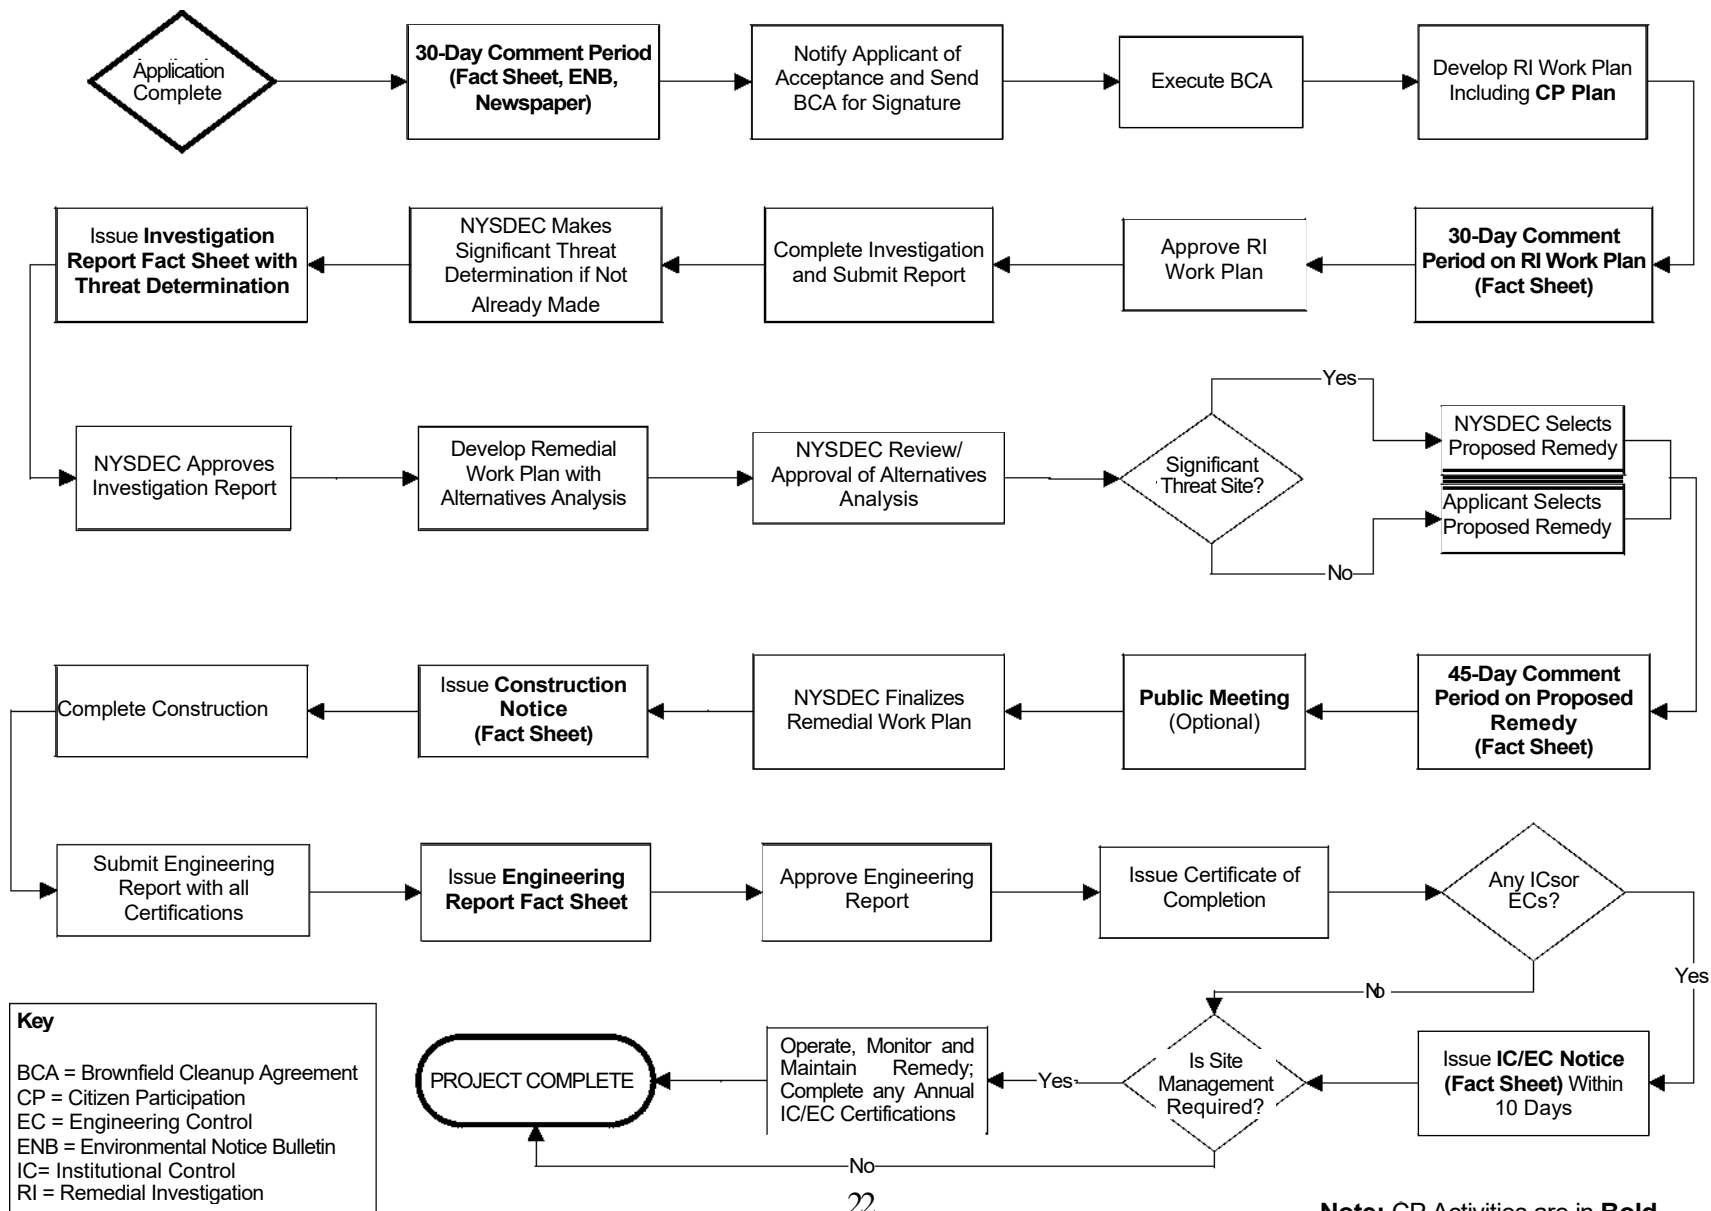 Application
Complete
30-Day Comment Period
(Fact Sheet, ENB,
Newspaper)
Notify Applicant of
Acceptance and Send
BCA for Signature
Execute BCA
Develop RI Work Plan
Including CP Plan
30-Day Comment
Period on RI Work Plan
(Fact Sheet)
Approve RI
Work Plan
Complete Investigation
and Submit Report
NYSDEC Makes
Significant Threat
Determination if Not
Already Made
Issue Investigation
Report Fact Sheet with
Threat Determination
NYSDEC Approves
Investigation Report
Develop Remedial
Work Plan with
Alternatives Analysis
NYSDEC Review/
Approval of Alternatives
Analysis
Significant
Threat Site?
Yes
No
NYSDEC Selects
Proposed Remedy
Applicant Selects
Proposed Remedy
45-Day Comment
Period on Proposed
Remedy
(Fact Sheet)
Public Meeting
(Optional)
NYSDEC Finalizes
Remedial Work Plan
Issue Construction
Notice
(Fact Sheet)
Complete Construction
Submit Engineering
Report with all
Certifications
Issue Engineering
Report Fact Sheet
Approve Engineering
Report
Issue Certificate of
Completion
Any ICsor
ECs?
Yes
No
Issue IC/EC Notice
(Fact Sheet) Within
10 Days
Is Site
Management
Required?
Yes
No
Operate, Monitor and
Maintain Remedy;
Complete any Annual
IC/EC Certifications
PROJECT COMPLETE
Key
BCA = Brownfield Cleanup Agreement
CP = Citizen Participation
EC = Engineering Control
ENB = Environmental Notice Bulletin
IC= Institutional Control
RI = Remedial Investigation
22
Note: CP Activities are in Bold